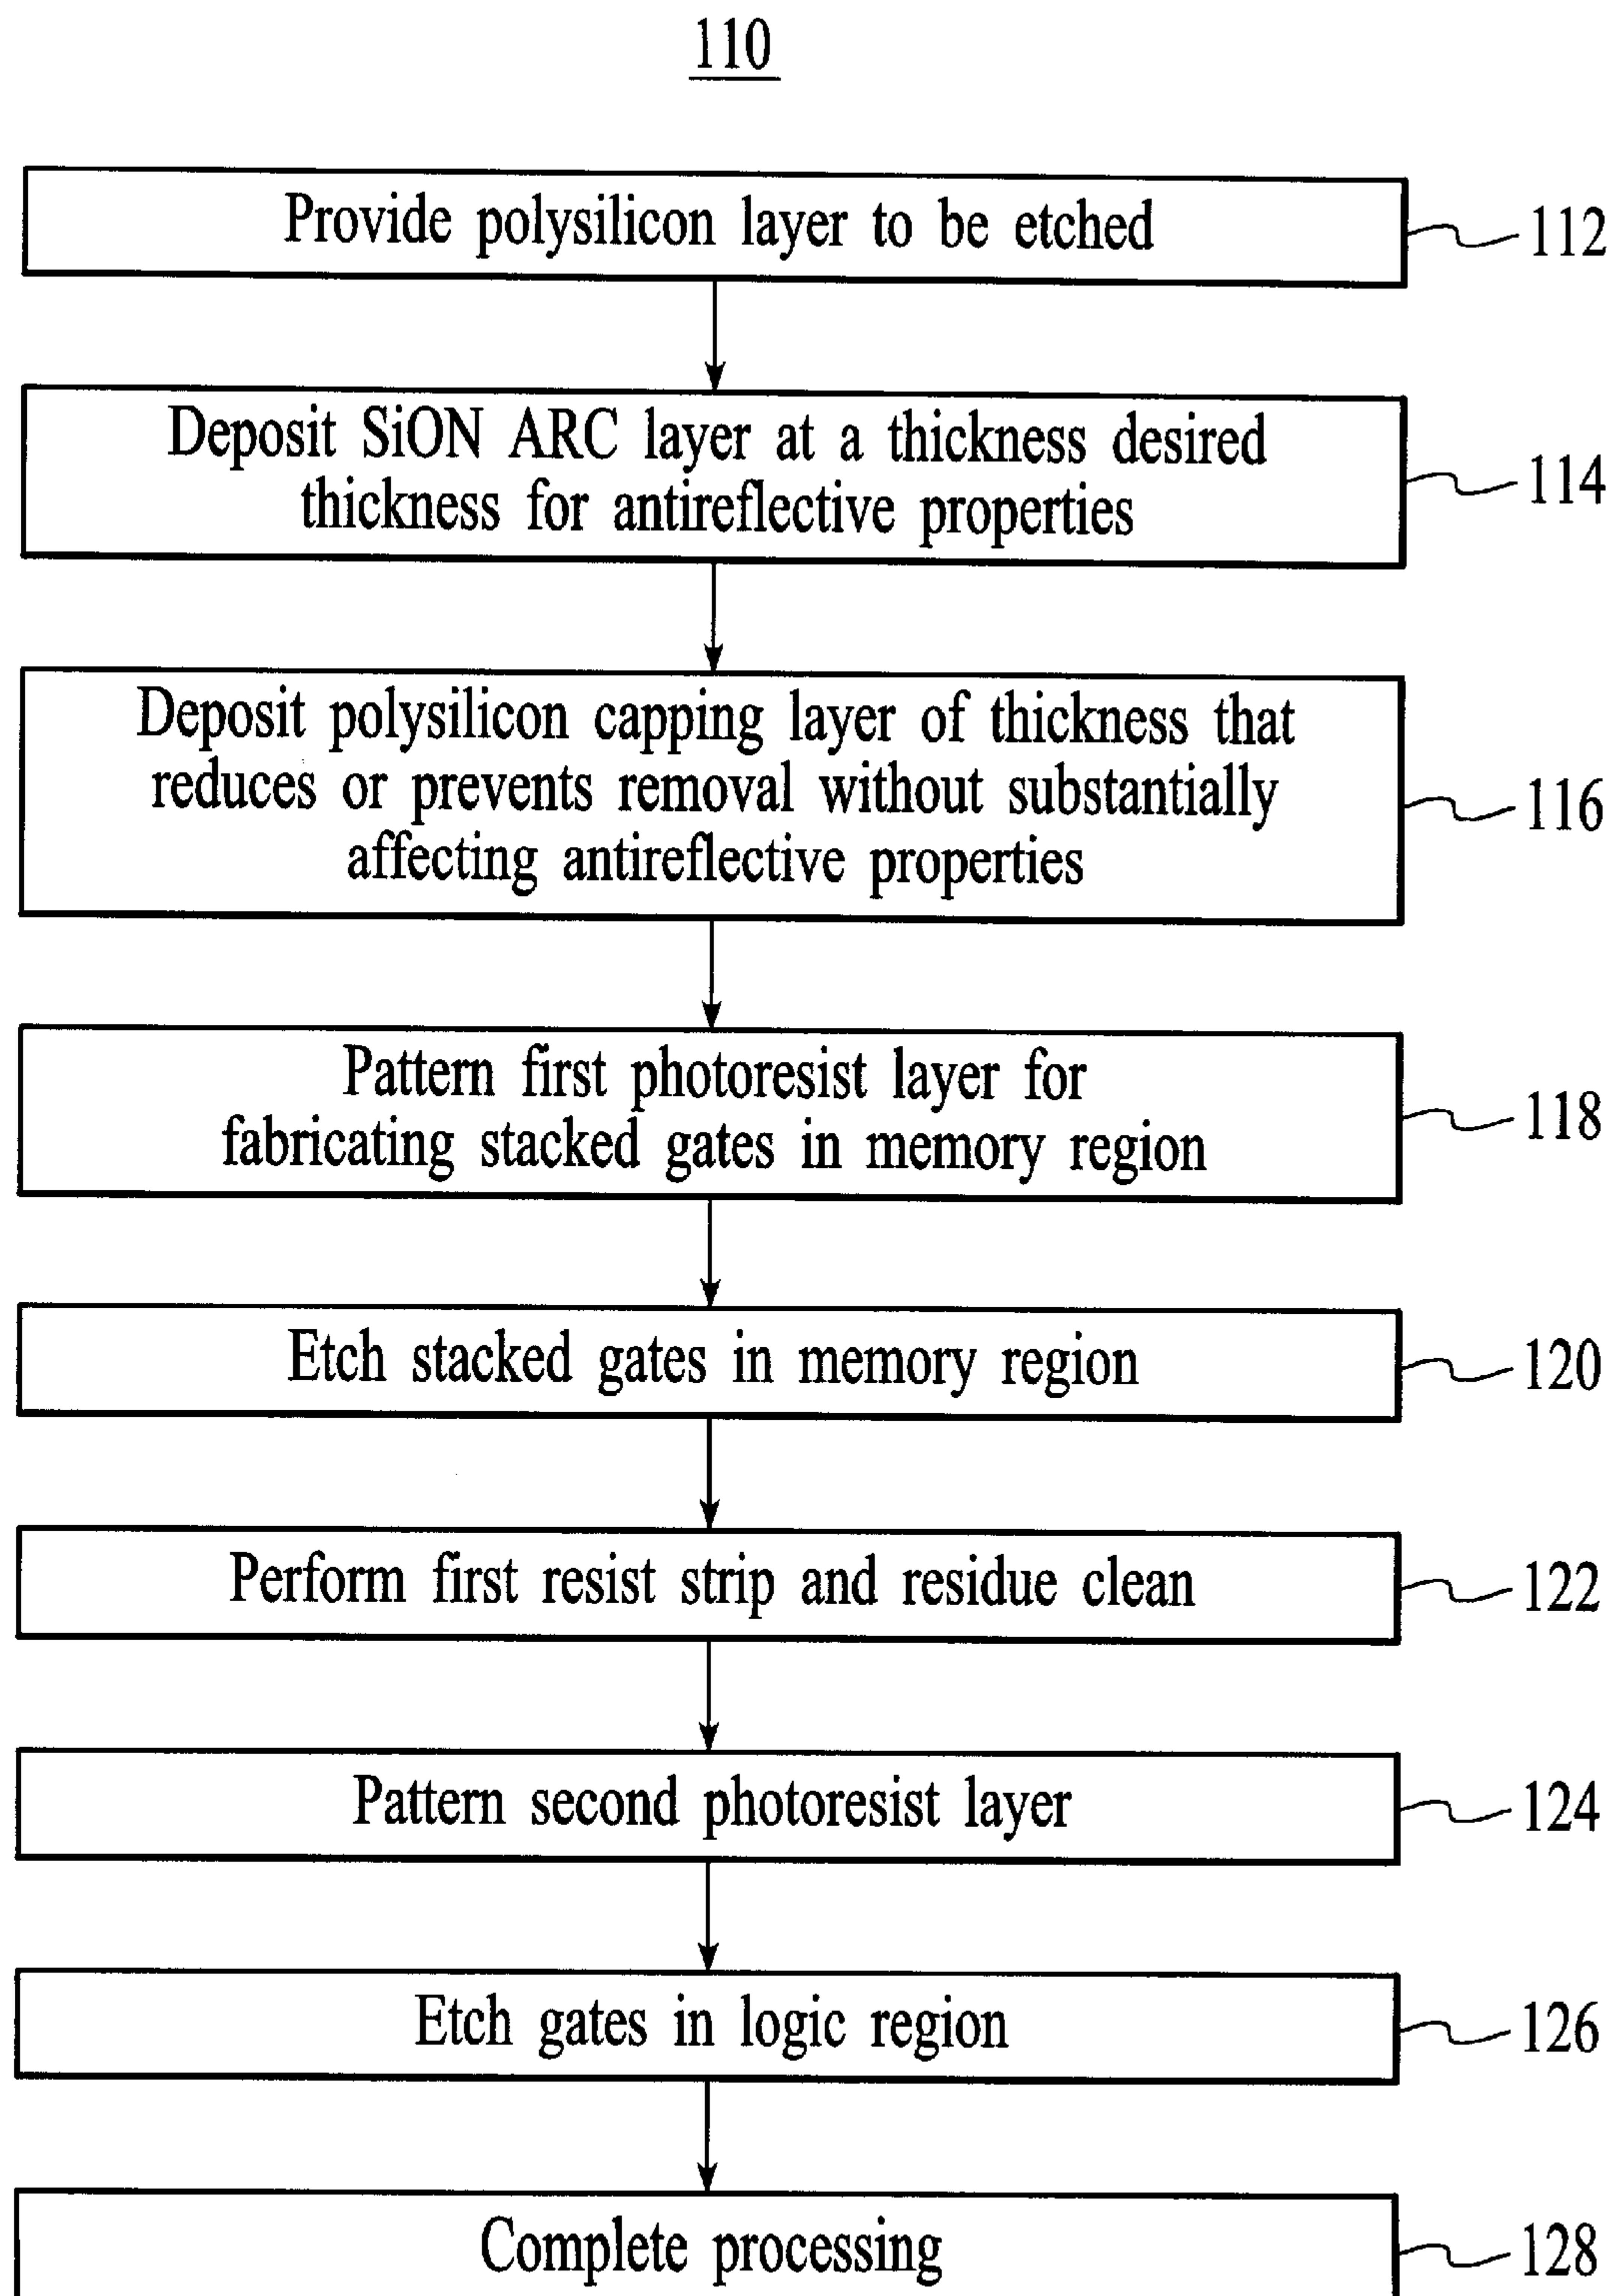 110
Provide polysilicon layer to be etched
112
Deposit SiON ARC layer at a thickness desired
thickness for antireflective properties
114
Deposit polysilicon capping layer of thickness that
reduces or prevents removal without substantially
affecting antireflective properties
116
Pattern first photoresist layer for
fabricating stacked gates in memory region
118
Etch stacked gates in memory region
120
Perform first resist strip and residue clean
122
Pattern second photoresist layer
124
Etch gates in logic region
126
Complete processing
128